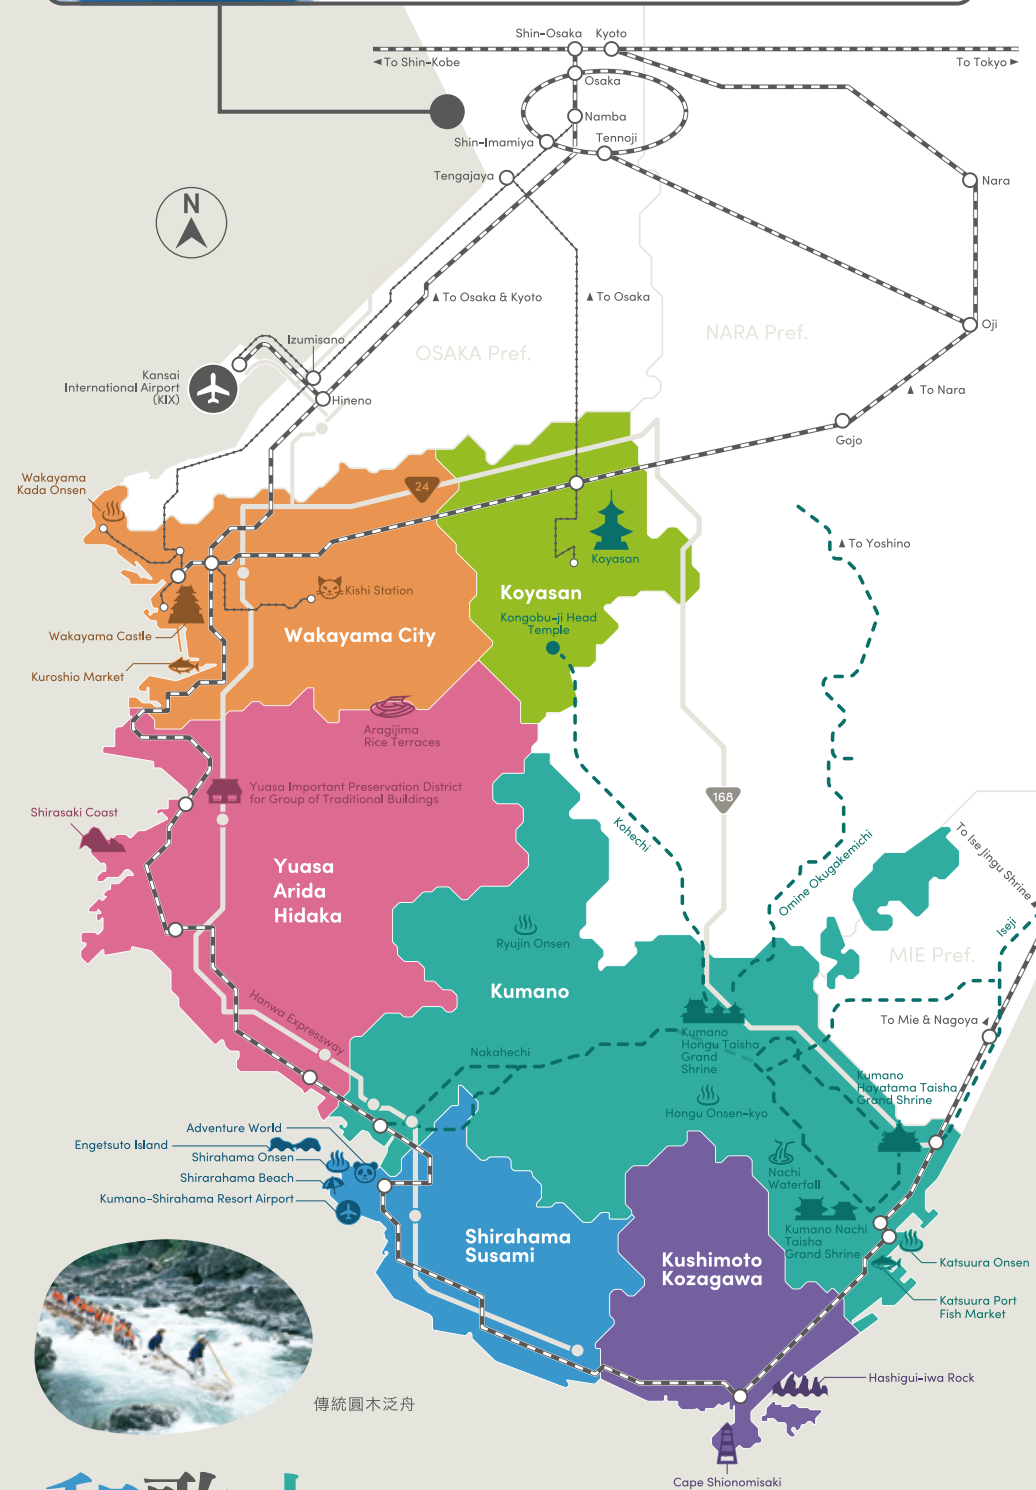 Shin-Osaka
Kyoto
◄To Shin-Kobe
To Tokyo►
Osaka
Namba
Shin-Imamiya
Tennoji
Tengajaya
Nara
N
▲To Osaka & Kyoto
▲To Osaka
NARA Pref.
OSAKA Pref.
Oji
Izumisano
Kansai
International Airport
(KIX)
Hineno
▲ To Nara
Gojo
Wakayama
Kada Onsen
24
Koyasan
▲To Yoshino
Kishi Station
Koyasan
Kongobu-ji Head
Temple
Wakayama City
Wakayama Castle
Kuroshio Market
Aragijima
Rice Terraces
Yuasa Important Preservation District
for Group of Traditional Buildings
168
Shirasaki Coast
Kohechi
Omine Okugakemichi
To Ise Jingu Shrine►
Iseji
Yuasa
Arida
Hidaka
Ryujin Onsen
MIE Pref.
Kumano
Hanwa Expressway
To Mie & Nagoya▲
Kumano
Hongu Taisha
Grand
Shrine
Nakahechi
Kumano
Hayatama Taisha
Grand Shrine
Hongu Onsen-kyo
Adventure World
Engetsuto Island
Shirahama Onsen
Shirarahama Beach
Kumano-Shirahama Resort Airport
Nachi
Waterfall
Kumano Nachi
Taisha
Grand Shrine
Shirahama
Susami
Kushimoto
Kozagawa
Katsuura Onsen
Katsuura Port
Fish Market
Hashigui-iwa Rock
傳統圓木泛舟
Cape Shionomisaki